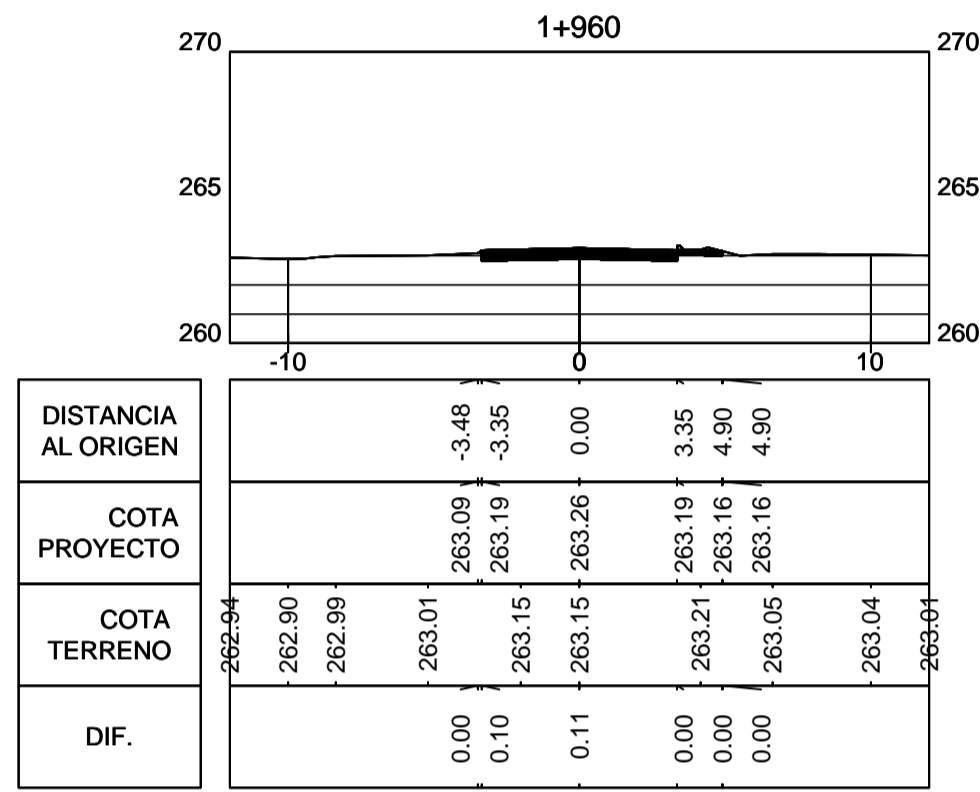 1+960
270 270
265 265
260 260
-10 0 10
DISTANCIA
AL ORIGEN
-3.48 -3.35 0.00 3.35 4.90 4.90
COTA
PROYECTO
263.09 263.19 263.26 263.19 263.16 263.16
COTA
TERRENO
262.94 262.90 262.99 263.01 263.15 263.15 263.21 263.05 263.04 263.01
DIF.
0.00 0.10 0.11 0.00 0.00 0.00